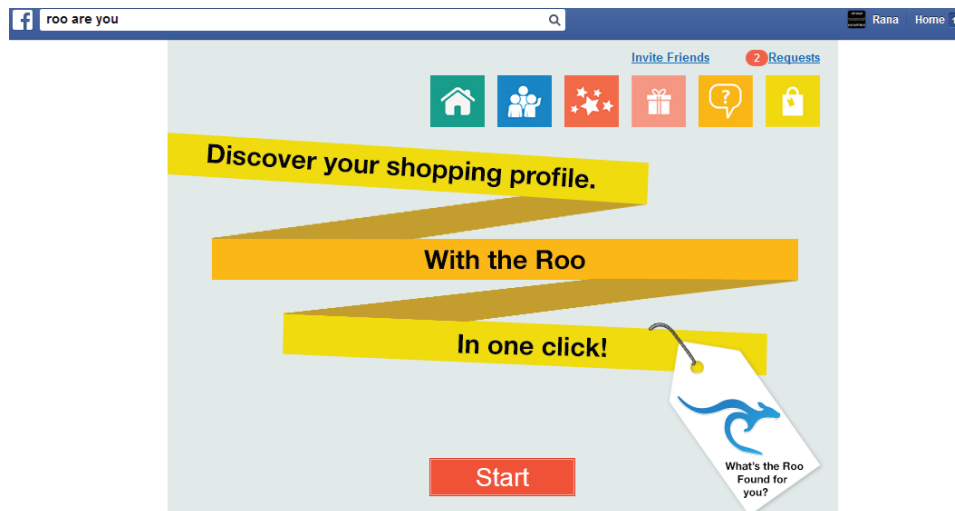 roo are you
Rana Home
Invite Friends
2 Requests
Discover your shopping profile.
With the Roo
In one click!
What's the Roo
Found for
you?
Start